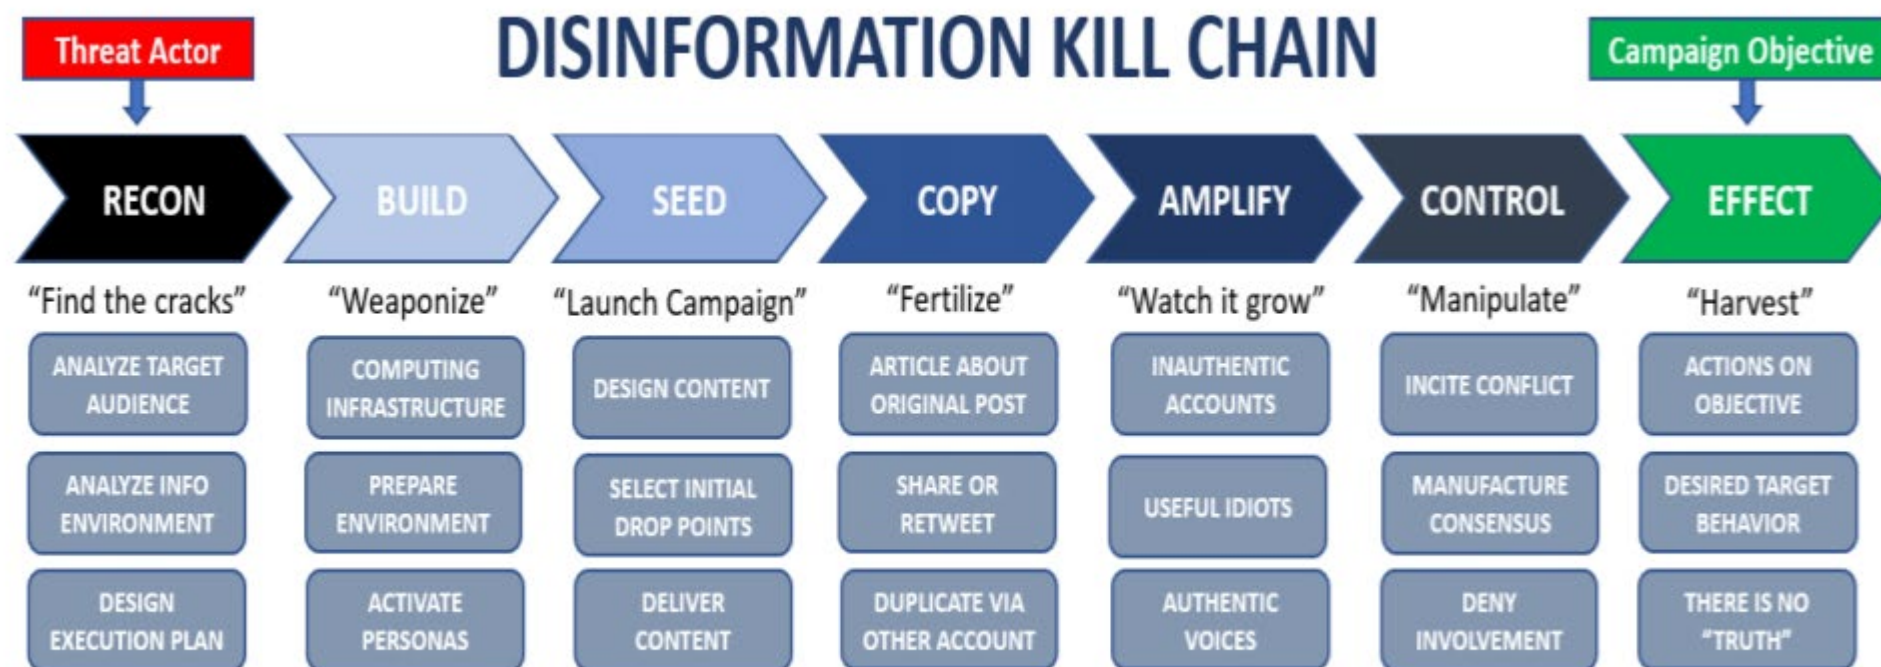 Threat Actor
DISINFORMATION KILL CHAIN
Campaign Objective
RECON
BUILD
SEED
COPY
AMPLIFY
CONTROL
EFFECT
“Find the cracks”
“Weaponize”
“Launch Campaign”
“Fertilize”
“Watch it grow”
“Manipulate”
“Harvest”
ANALYZE TARGET
AUDIENCE
COMPUTING
INFRASTRUCTURE
DESIGN CONTENT
ARTICLE ABOUT
ORIGINAL POST
INAUTHENTIC
ACCOUNTS
INCITE CONFLICT
ACTIONS ON
OBJECTIVE
ANALYZE INFO
ENVIRONMENT
PREPARE
ENVIRONMENT
SELECT INITIAL
DROP POINTS
SHARE OR
RETWEET
USEFUL IDIOTS
MANUFACTURE
CONSENSUS
DESIRED TARGET
BEHAVIOR
DESIGN
EXECUTION PLAN
ACTIVATE
PERSONAS
DELIVER
CONTENT
DUPLICATE VIA
OTHER ACCOUNT
AUTHENTIC
VOICES
DENY
INVOLVEMENT
THERE IS NO
“TRUTH”